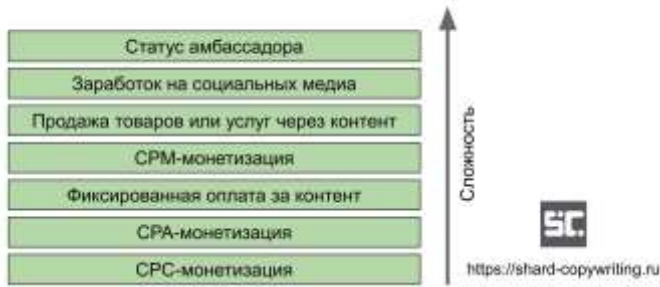 Статус амбассадора
Заработок на социальных медиа
Продажа товаров или услуг через контент
CPM-монетизация
Фиксированная оплата за контент
CPA-монетизация
CPC-монетизация
Сложность
SC.
https://shard-copywriting.ru